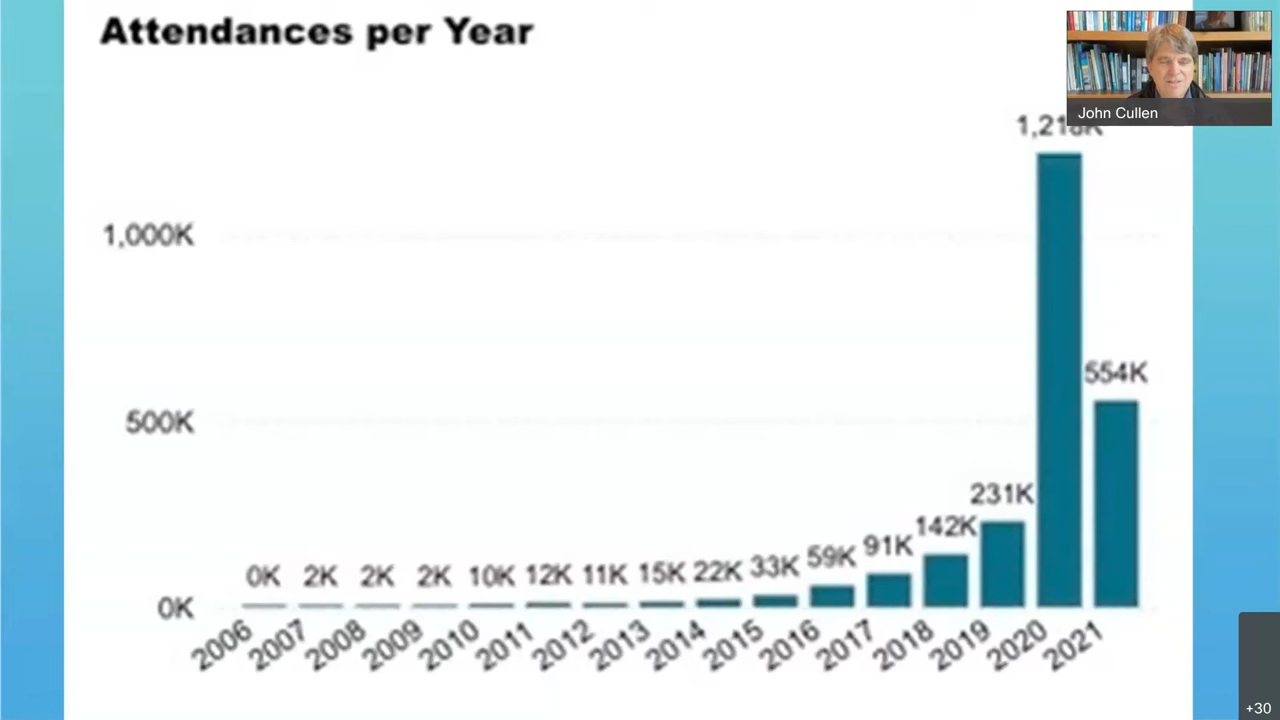 Attendances per Year
John Cullen
1,218K
1,000K
554K
500K
231K
142K
91K
59K
33K
22K
15K
11K
12K
10K
2K
2K
2K
0K
0K
2006 2007 2008 2009 2010 2011 2012 2013 2014 2015 2016 2017 2018 2019 2020 2021
+30